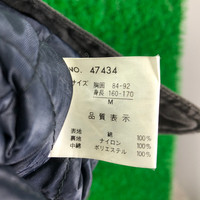 NO. 47434
サイズ 胸囲 84-92
身長 160-170
M
品質表示
表地 綿 100%
裏地 ナイロン 100%
中綿 ポリエステル 100%